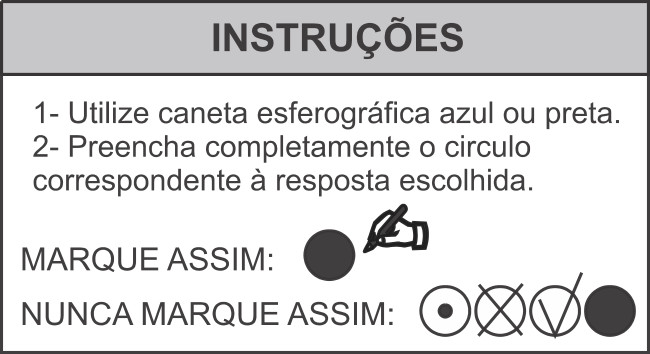 INSTRUÇÕES
1- Utilize caneta esferográfica azul ou preta.
2- Preencha completamente o circulo
correspondente à resposta escolhida.
MARQUE ASSIM:
NUNCA MARQUE ASSIM: